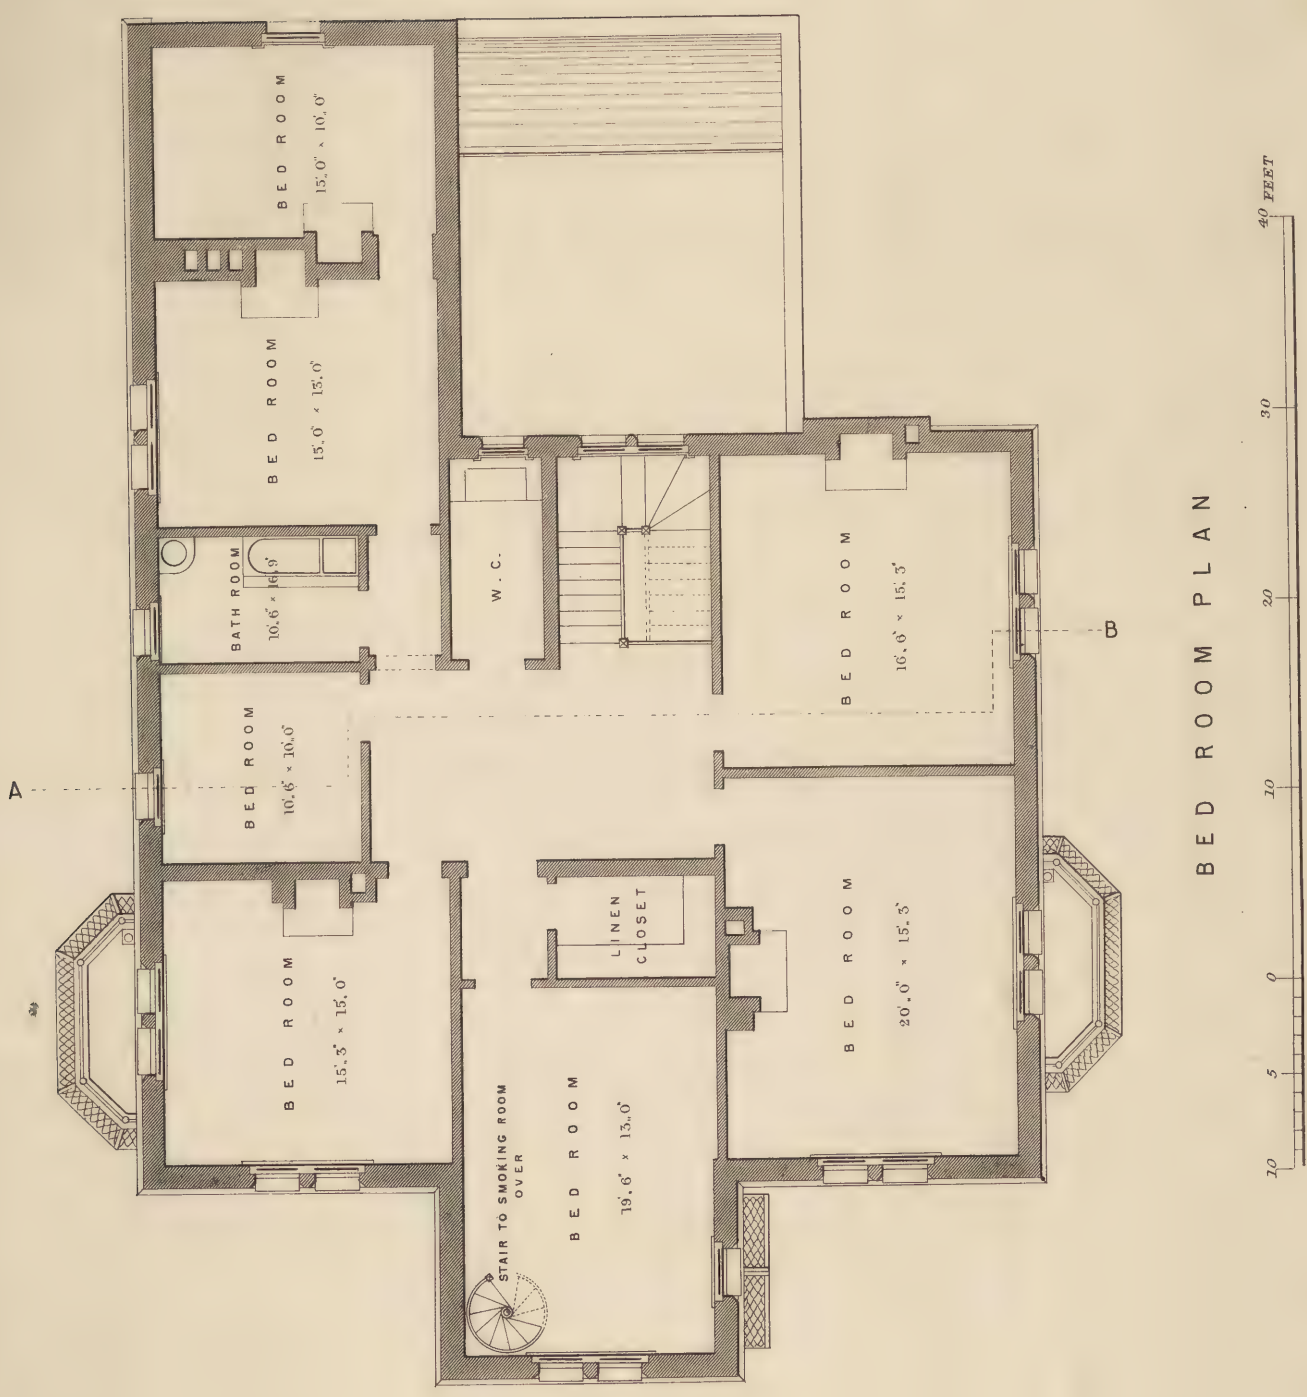 BED ROOM
15'.0" × 10'.0"
BED ROOM
15'.0" × 13'.0"
BATH ROOM
10'.6" × 16'.9"
W.C.
BED ROOM
16'.6" × 15'.3"
BED ROOM
10'.6" × 10'.0"
A
B
BED ROOM
15'.3" × 15'.0"
LINEN
CLOSET
BED ROOM
20'.0" × 15'.3"
STAIR TO SMOKING ROOM
OVER
BED ROOM
19'.6" × 13'.0"
BED ROOM PLAN
10
5
0
10
20
30
40 FEET